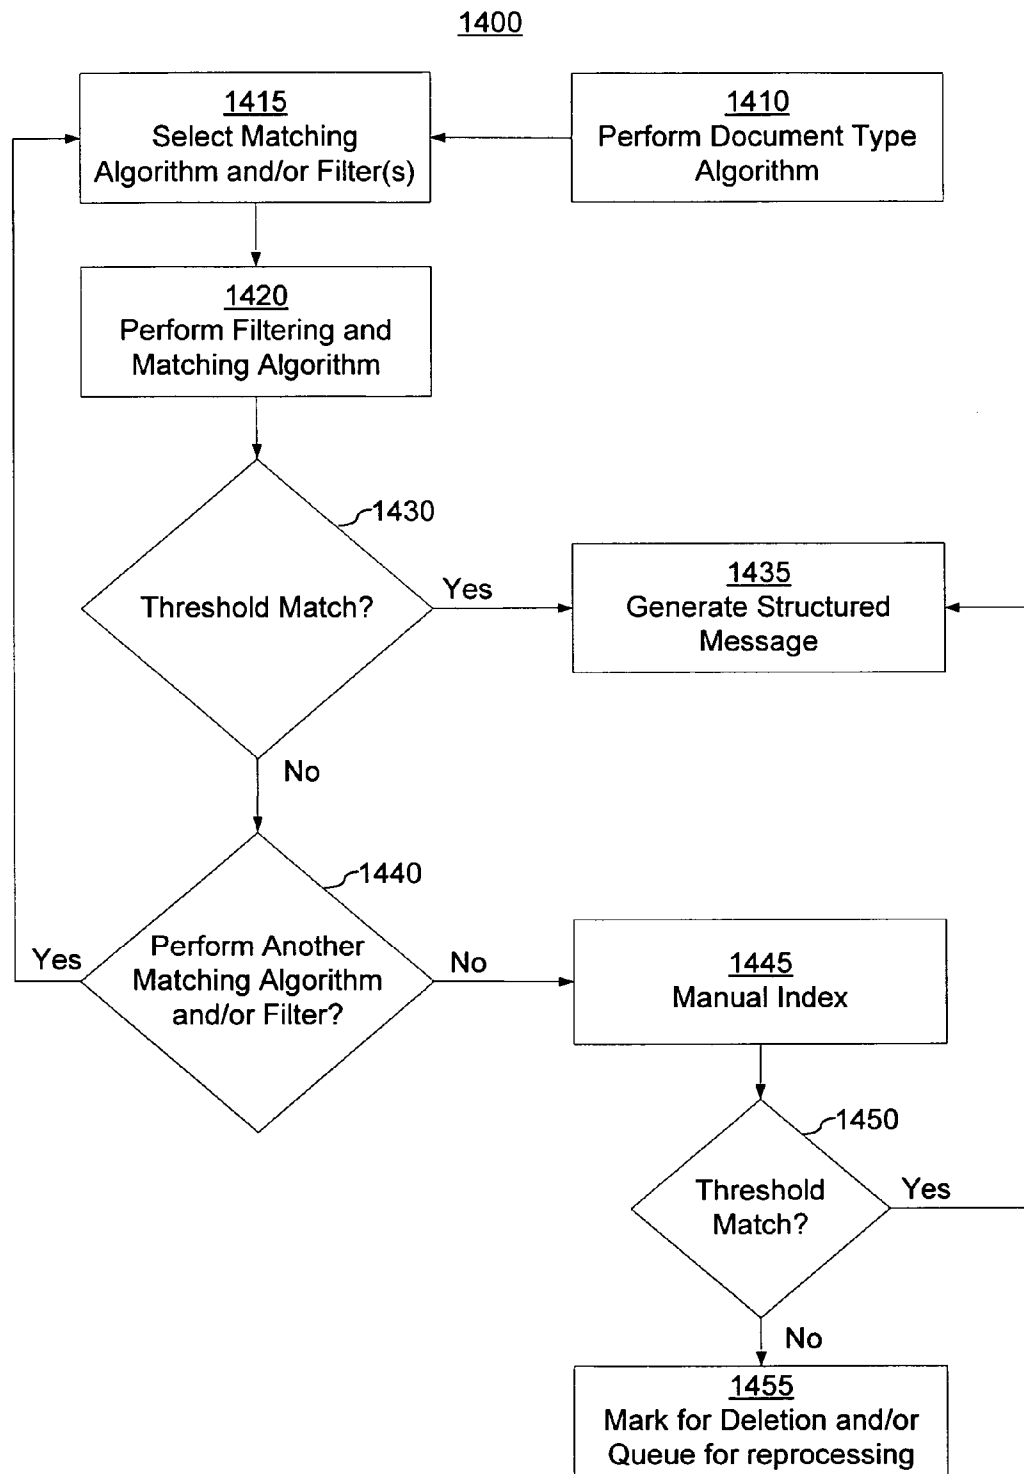 1400
1415
Select Matching
Algorithm and/or Filter(s)
1410
Perform Document Type
Algorithm
1420
Perform Filtering and
Matching Algorithm
1430
Threshold Match?
Yes
1435
Generate Structured
Message
No
1440
Perform Another
Matching Algorithm
and/or Filter?
Yes
No
1445
Manual Index
1450
Threshold
Match?
Yes
No
1455
Mark for Deletion and/or
Queue for reprocessing